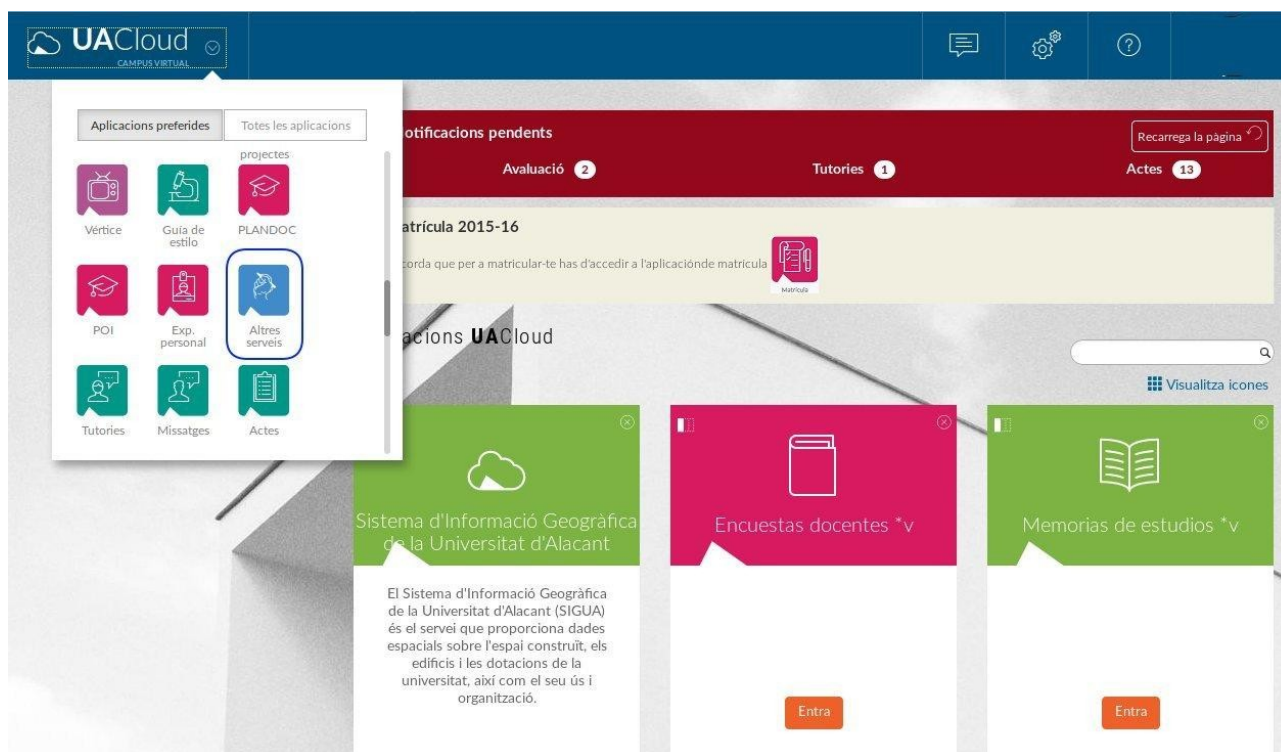 UACloud
CAMPUS VIRTUAL
Aplicacions preferides
Totes les aplicacions
projectes
Vértice
Guía de
estilo
PLANDOC
POI
Exp.
personal
Altres
serveis
Tutories
Missatges
Actes
otificacions pendents
Recarrega la pàgina
Avaluació 2
Tutories 1
Actes 13
atrícula 2015-16
corda que per a matricular-te has d'accedir a l'aplicaciónde matrícula
Matrícula
acions UACloud
Visualitza icones
Sistema d'Informació Geogràfica
de la Universitat d'Alacant
El Sistema d'Informació Geogràfica
de la Universitat d'Alacant (SIGUA)
és el servei que proporciona dades
espacials sobre l'espai construït, els
edificis i les dotacions de la
universitat, així com el seu ús i
organització.
Encuestas docentes *v
Entra
Memorias de estudios *v
Entra